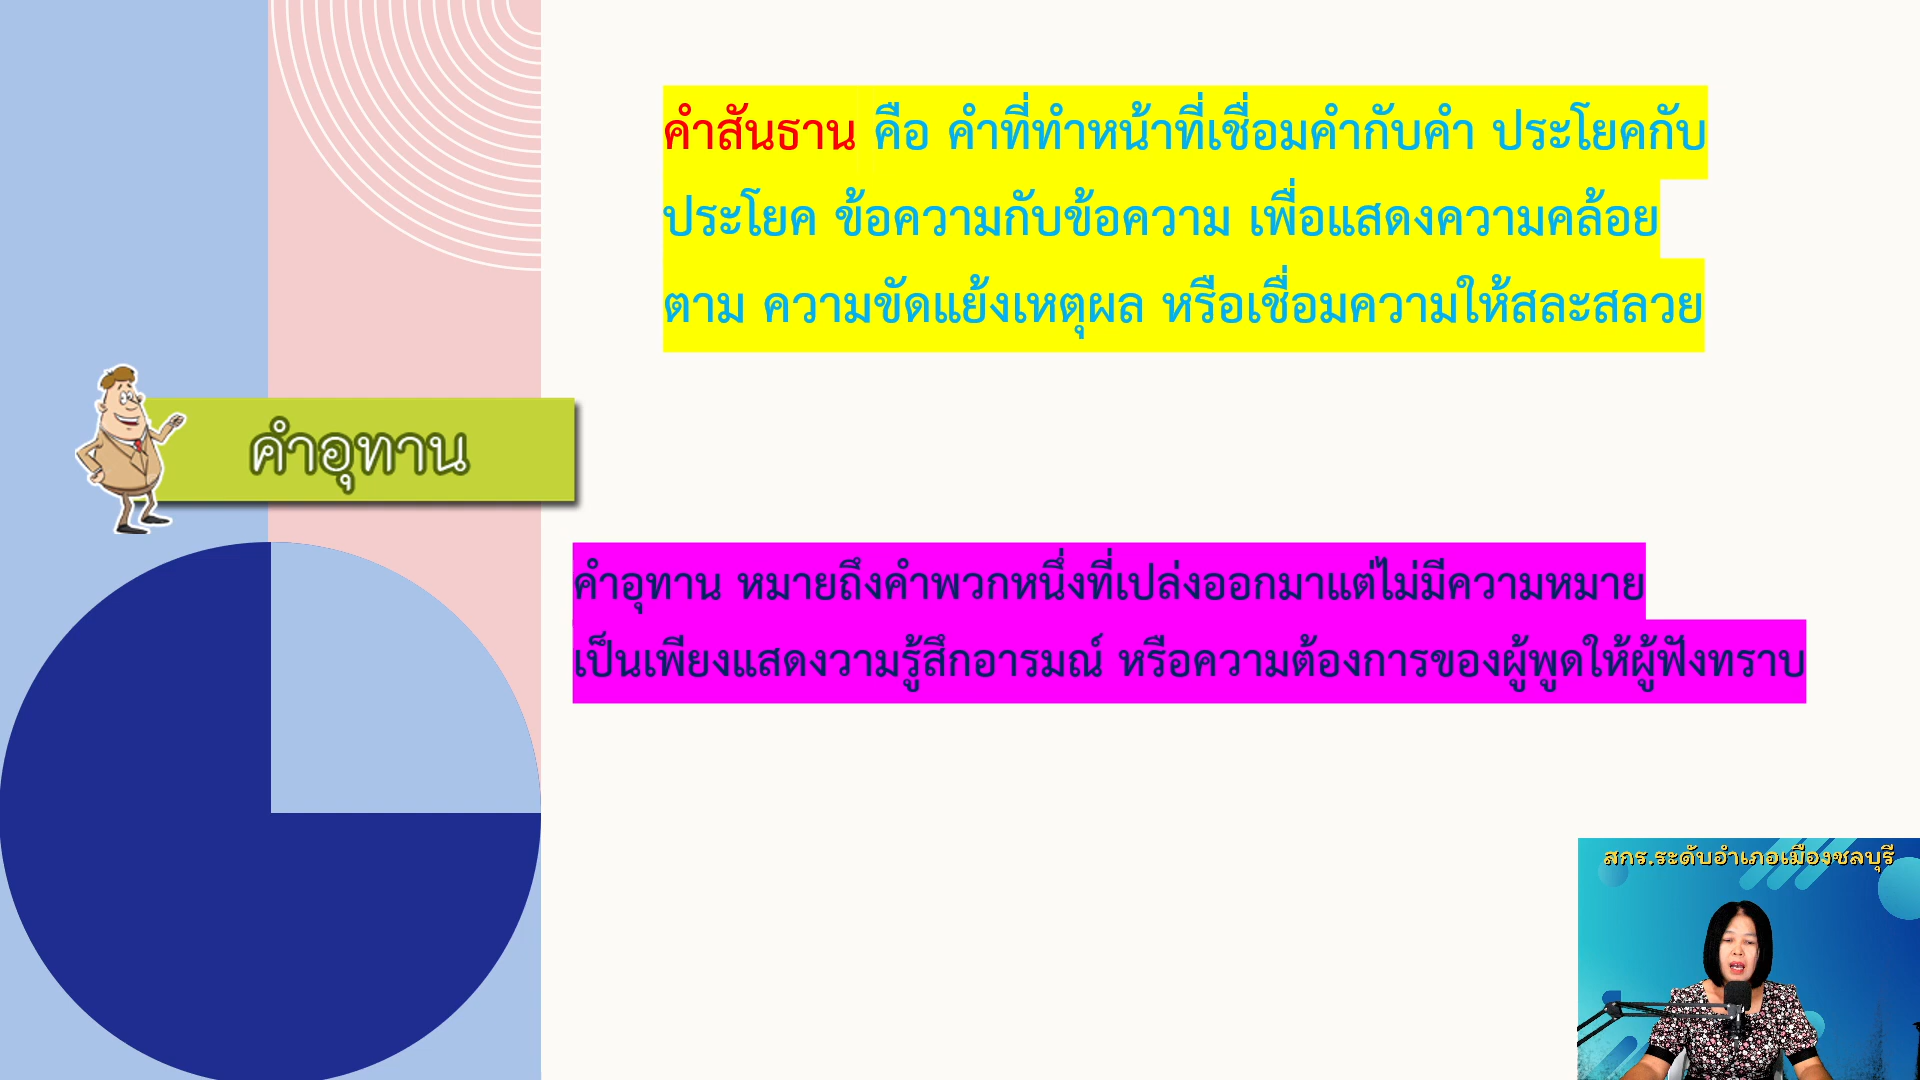 คำสันธาน คือ คำที่ทำหน้าที่เชื่อมคำกับคำ ประโยคกับ
ประโยค ข้อความกับข้อความ เพื่อแสดงความคล้อย
ตาม ความขัดแย้งเหตุผล หรือเชื่อมความให้สละสลวย
คำอุทาน
คำอุทาน หมายถึงคำพวกหนึ่งที่เปล่งออกมาแต่ไม่มีความหมาย
เป็นเพียงแสดงวามรู้สึกอารมณ์ หรือความต้องการของผู้พูดให้ผู้ฟังทราบ
สกร.ระดับอำเภอเมืองชลบุรี